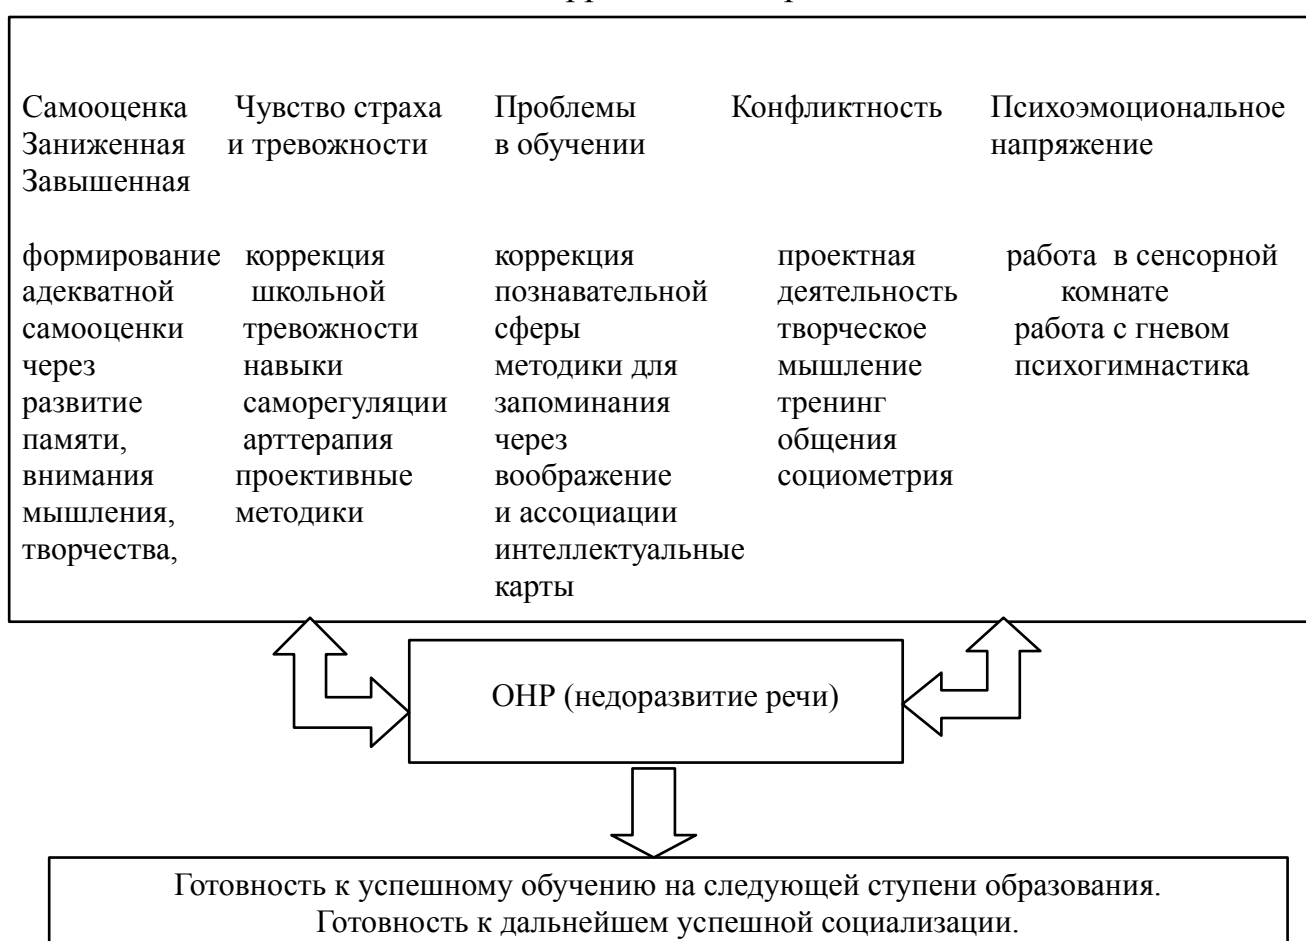 Самооценка Чувство страха Проблемы Конфликтность Психоэмоциональное
Заниженная и тревожности в обучении напряжение
Завышенная
формирование коррекция коррекция проектная работа в сенсорной
адекватной школьной познавательной деятельность комнате
самооценки тревожности сферы творческое работа с гневом
через навыки методики для мышление психогимнастика
развитие саморегуляции запоминания тренинг
памяти, арттерапия через общения
внимания проективные воображение социометрия
мышления, методики и ассоциации
творчества, интеллектуальные
карты
ОНР (недоразвитие речи)
Готовность к успешному обучению на следующей ступени образования.
Готовность к дальнейшем успешной социализации.